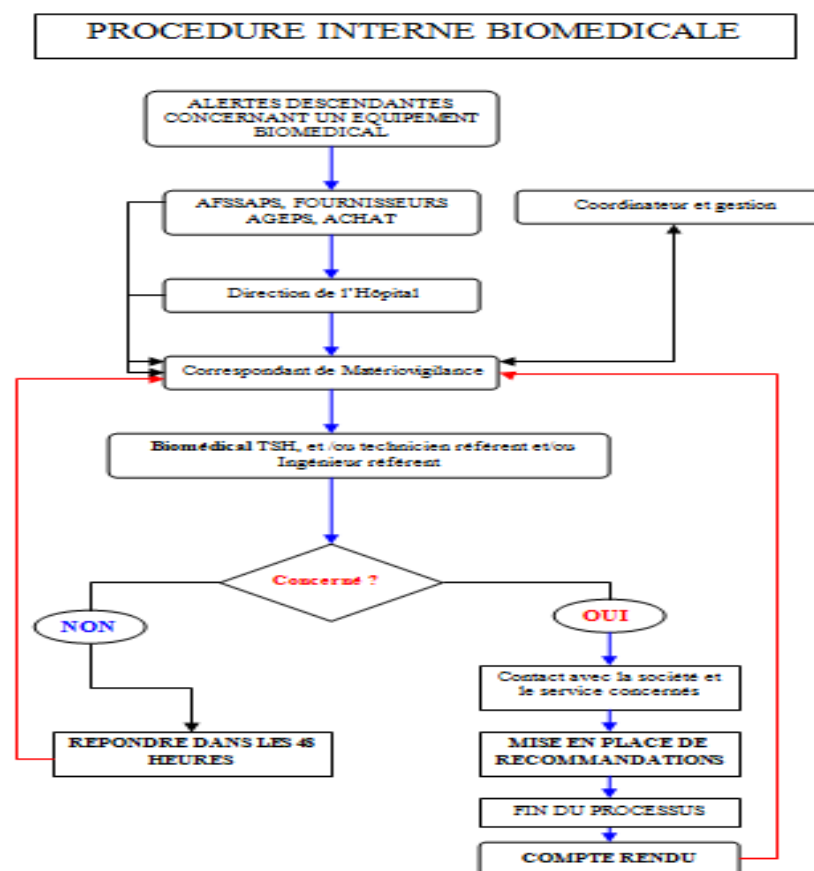 PROCEDURE INTERNE BIOMEDICALE
ALERTES DESCENDANTES
CONCERNANT UN EQUIPEMENT
BIOMEDICAL
AFSSAPS, FOURNISSEURS
AGEPS, ACHAT
Coordinateur et gestion
Direction de l'Hôpital
Correspondant de Matériovigilance
Biomédical TSH, et /ou technicien référent et/ou
Ingénieur référent
Concerné ?
NON
OUI
Contact avec la société et
le service concernés
REPONDRE DANS LES 48
HEURES
MISE EN PLACE DE
RECOMMANDATIONS
FIN DU PROCESSUS
COMPTE RENDU